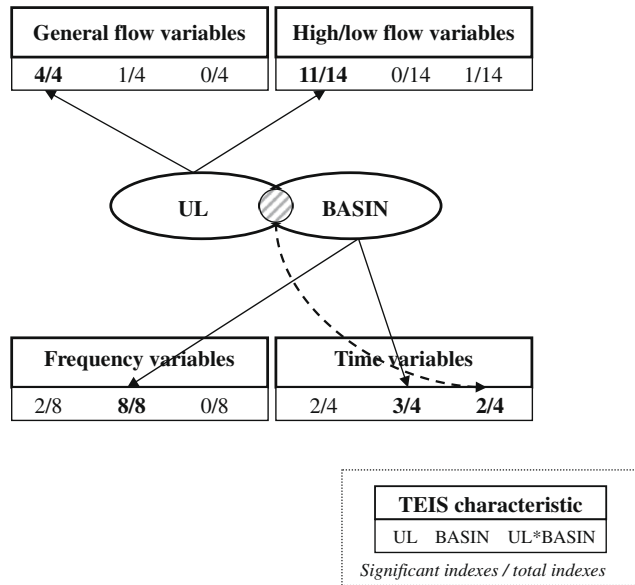 General flow variables High/low flow variables
4/4 1/4 0/4 11/14 0/14 1/14
UL BASIN
Frequency variables Time variables
2/8 8/8 0/8 2/4 3/4 2/4
TEIS characteristic
UL BASIN UL*BASIN
Significant indexes / total indexes